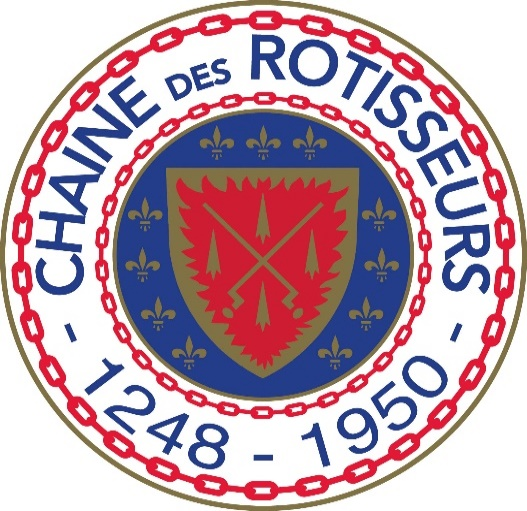 CHAINE DES ROTISSEURS
- 1248 - 1950 -